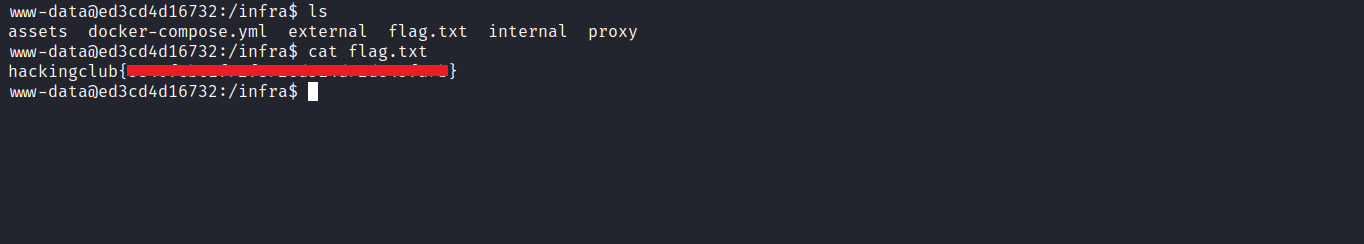 www-data@ed3cd4d16732:/infra$ ls
assets  docker-compose.yml  external  flag.txt  internal  proxy
www-data@ed3cd4d16732:/infra$ cat flag.txt
hackingclub{}
www-data@ed3cd4d16732:/infra$